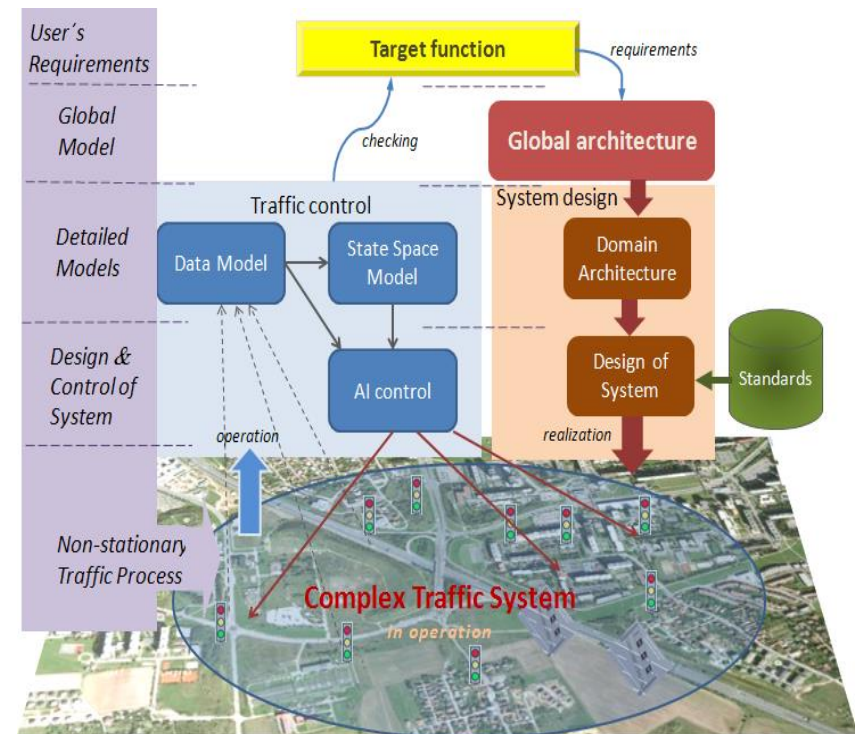 User´s
Requirements
Target function
requirements
Global
Model
checking
Global architecture
Traffic control
System design
Detailed
Models
Data Model
State Space
Model
Domain
Architecture
Design &
Control of
System
AI control
Design of
System
Standards
operation
realization
Non-stationary
Traffic Process
Complex Traffic System
in operation